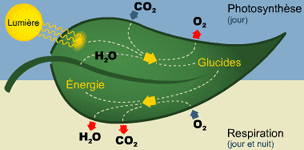 CO2
O2
Photosynthèse
(jour)
Lumière
H2O
Glucides
Énergie
H2O
CO2
O2
Respiration
(jour et nuit)